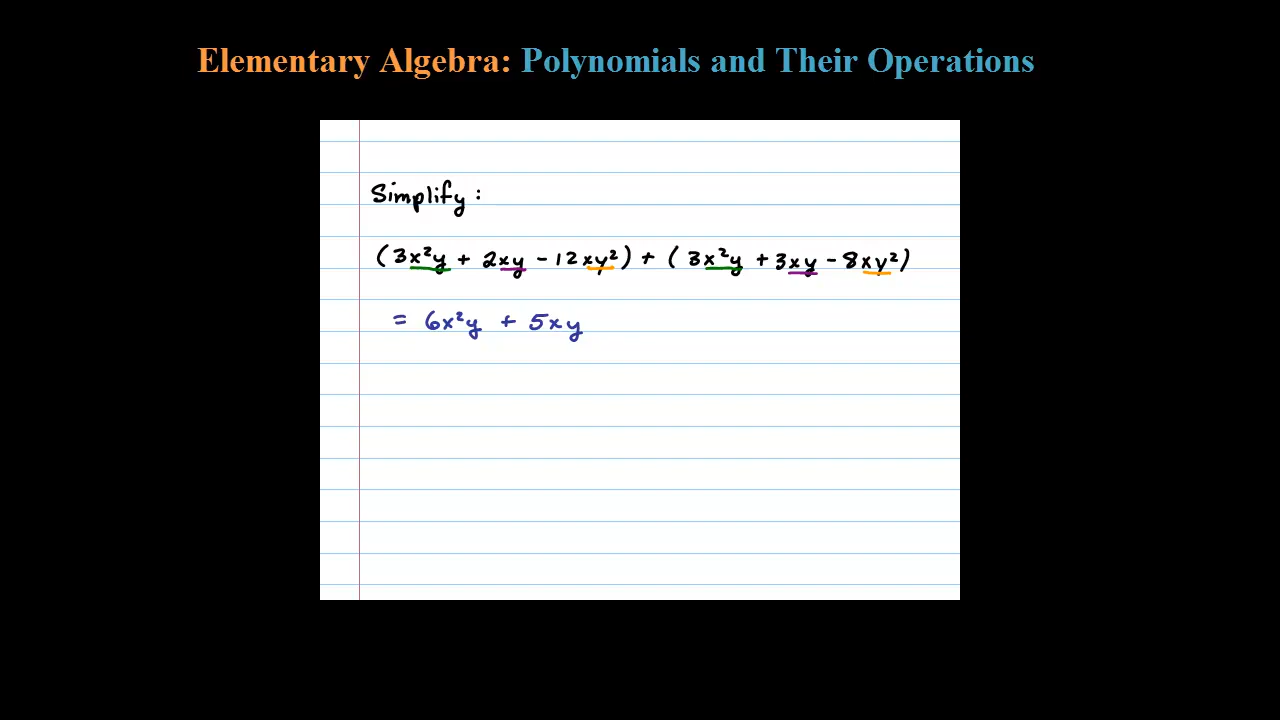 Elementary Algebra: Polynomials and Their Operations
Simplify:
(3x²y + 2xy - 12xy²) + (3x²y + 3xy - 8xy²)
= 6x²y + 5xy